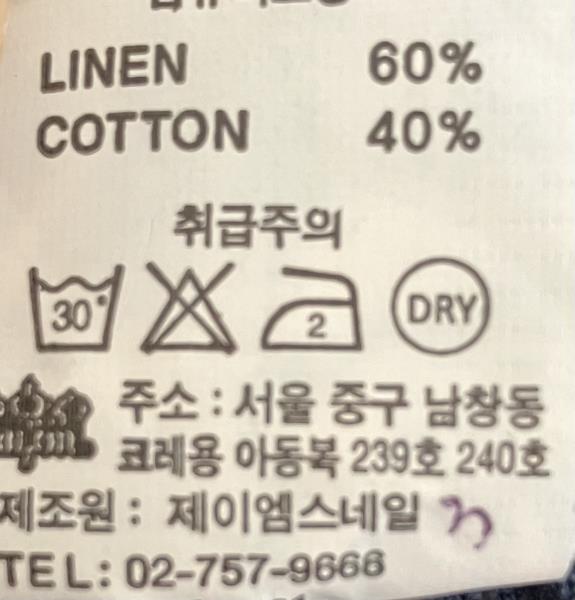 LINEN 60%
COTTON 40%
취급주의
30° 2 DRY
주소 : 서울 중구 남창동
코레용 아동복 239호 240호
제조원 : 제이엠스네일
TEL : 02-757-9666